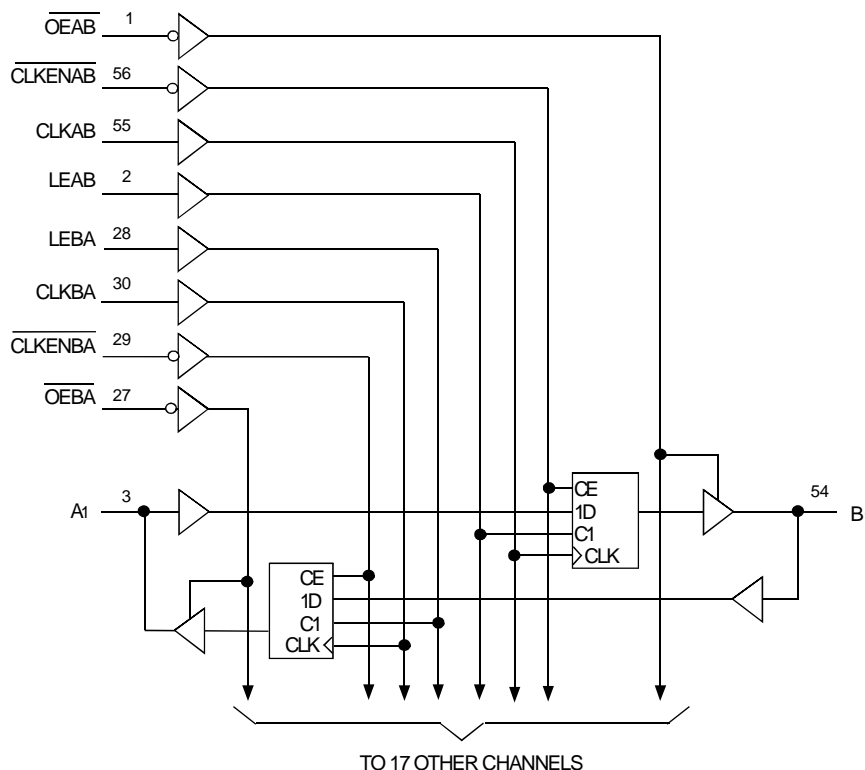 OEAB 1
CLKENAB 56
CLKAB 55
LEAB 2
LEBA 28
CLKBA 30
CLKENBA 29
OEBA 27
A1 3
CE
1D
C1
CLK
54 B
CE
1D
C1
CLK
TO 17 OTHER CHANNELS